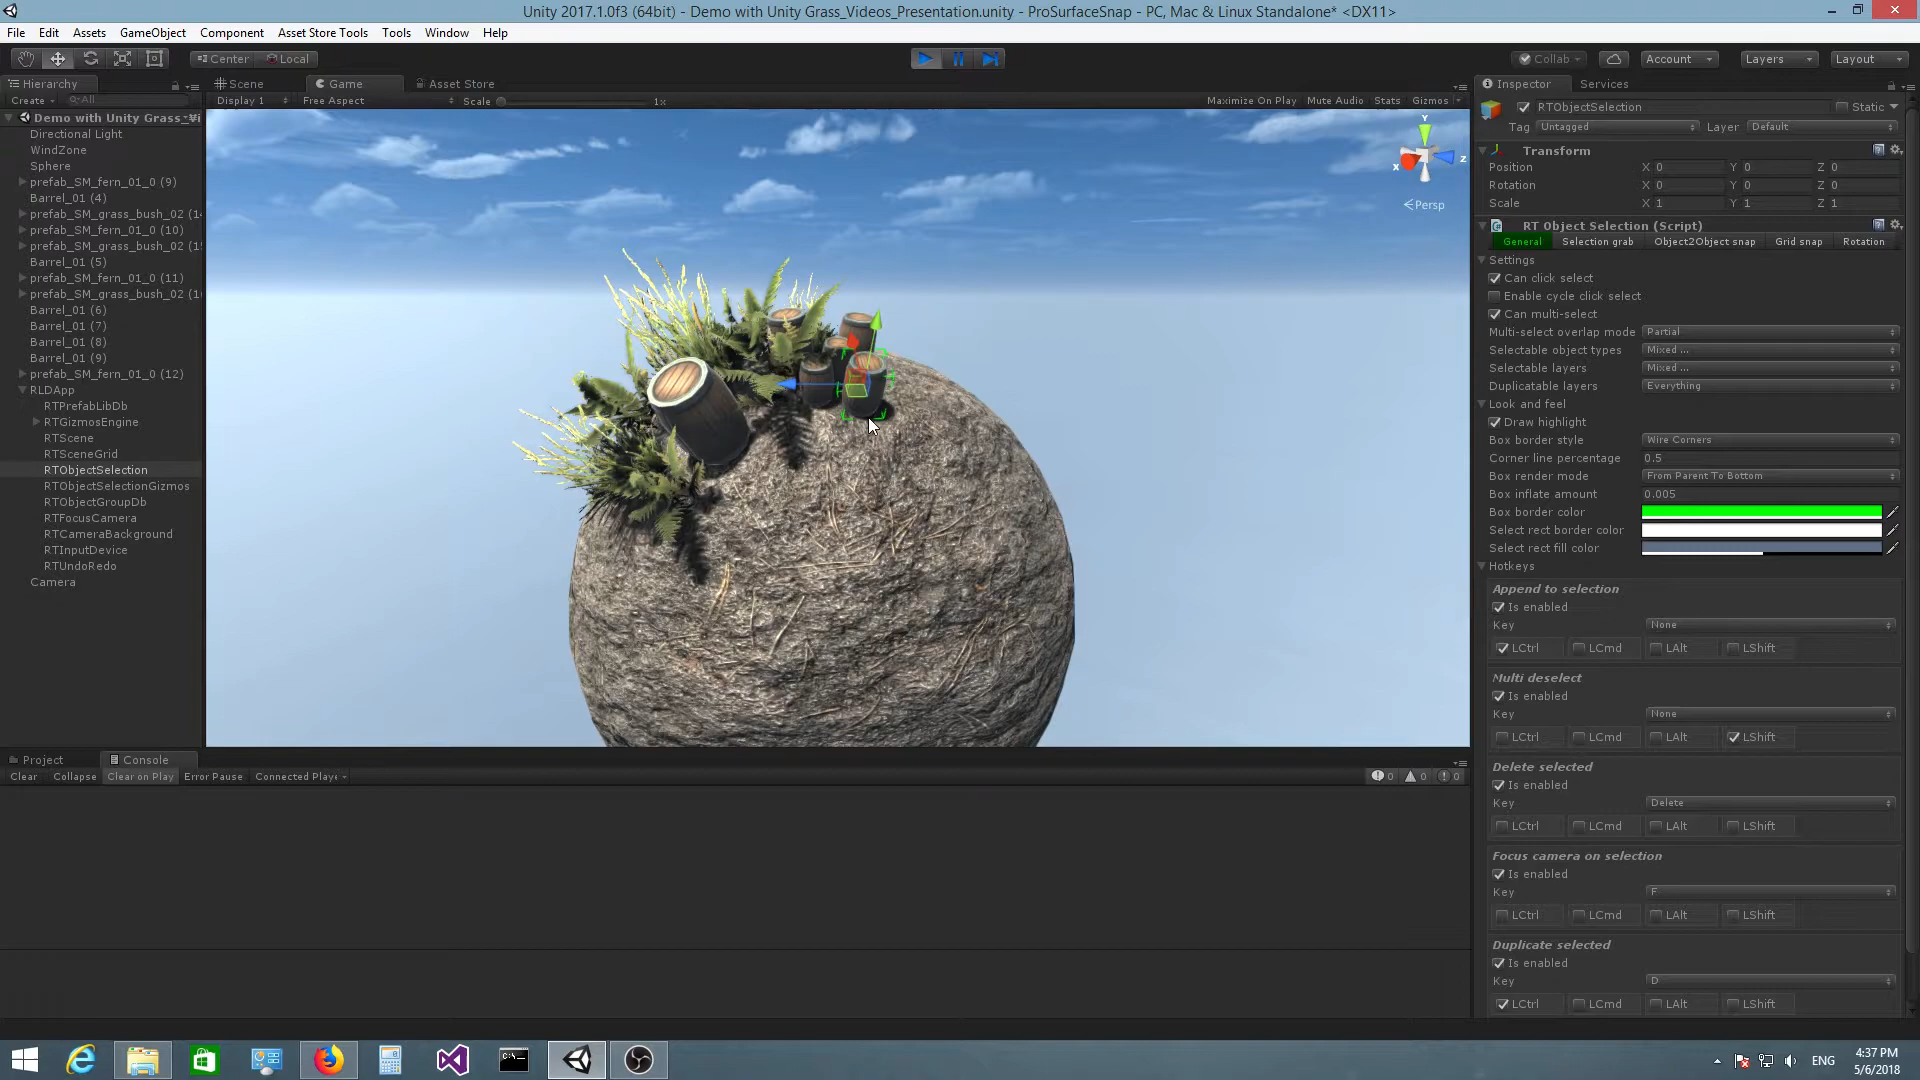 Unity 2017.1.0f3 (64bit) - Demo with Unity Grass_Videos_Presentation.unity - ProSurfaceSnap - PC, Mac & Linux Standalone* <DX11>
File Edit Assets GameObject Component Asset Store Tools Tools Window Help
Center Local Collab Account Layers Layout
Hierarchy
Create All
Demo with Unity Grass_
Directional Light
WindZone
Sphere
prefab_SM_fern_01_0 (9)
Barrel_01 (4)
prefab_SM_grass_bush_02
prefab_SM_fern_01_0 (10)
prefab_SM_grass_bush_02
Barrel_01 (5)
prefab_SM_fern_01_0 (11)
prefab_SM_grass_bush_02
Barrel_01 (6)
Barrel_01 (7)
Barrel_01 (8)
Barrel_01 (9)
prefab_SM_fern_01_0 (12)
RLDApp
RTPrefabLibDb
RTGizmosEngine
RTScene
RTSceneGrid
RTObjectSelection
RTObjectSelectionGizmos
RTObjectGroupDb
RTFocusCamera
RTCameraBackground
RTInputDevice
RTUndoRedo
Camera
Scene Game Asset Store
Display 1 Free Aspect Scale 1x Maximize On Play Mute Audio Stats Gizmos
Y
X Z
Persp
Project Console
Clear Collapse Clear on Play Error Pause Connected Playe 0 0 0
Inspector Services
RTObjectSelection Static
Tag Untagged Layer Default
Transform
Position X 0 Y 0 Z 0
Rotation X 0 Y 0 Z 0
Scale X 1 Y 1 Z 1
RT Object Selection (Script)
General Selection grab Object2Object snap Grid snap Rotation
Settings
Can click select
Enable cycle click select
Can multi-select
Multi-select overlap mode Partial
Selectable object types Mixed ...
Selectable layers Mixed ...
Duplicatable layers Everything
Look and feel
Draw highlight
Box border style Wire Corners
Corner line percentage 0.5
Box render mode From Parent To Bottom
Box inflate amount 0.005
Box border color
Select rect border color
Select rect fill color
Hotkeys
Append to selection
Is enabled
Key None
LCtrl LCmd LAlt LShift
Multi deselect
Is enabled
Key None
LCtrl LCmd LAlt LShift
Delete selected
Is enabled
Key Delete
LCtrl LCmd LAlt LShift
Focus camera on selection
Is enabled
Key F
LCtrl LCmd LAlt LShift
Duplicate selected
Is enabled
Key D
LCtrl LCmd LAlt LShift
ENG 4:37 PM
5/6/2018